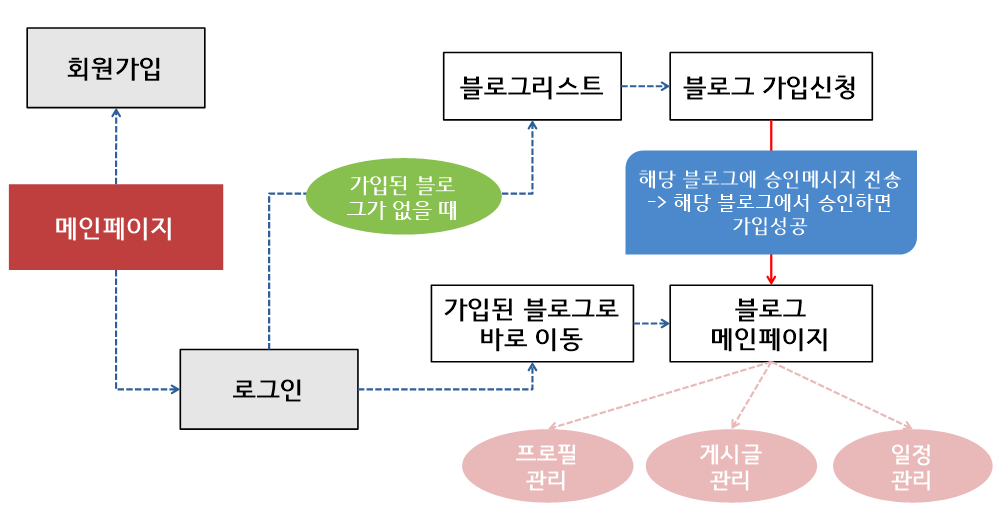 회원가입
블로그리스트
블로그 가입신청
가입된 블로
그가 없을 때
해당 블로그에 승인메시지 전송
-> 해당 블로그에서 승인하면
가입성공
메인페이지
가입된 블로그로
바로 이동
블로그
메인페이지
로그인
프로필
관리
게시글
관리
일정
관리